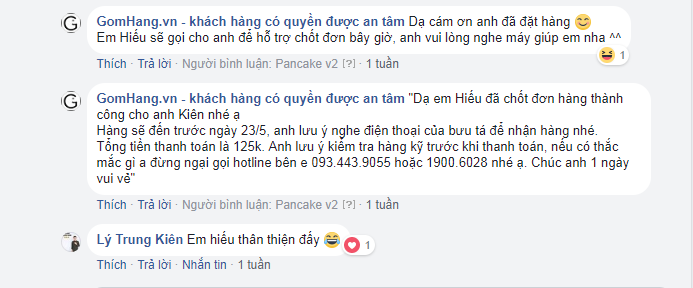 GomHang.vn - khách hàng có quyền được an tâm Dạ cám ơn anh đã đặt hàng 😊
Em Hiếu sẽ gọi cho anh để hỗ trợ chốt đơn bây giờ, anh vui lòng nghe máy giúp em nha ^^
😆 1
Thích · Trả lời · Người bình luận: Pancake v2 [?] · 1 tuần
GomHang.vn - khách hàng có quyền được an tâm "Dạ em Hiếu đã chốt đơn hàng thành
công cho anh Kiên nhé ạ
Hàng sẽ đến trước ngày 23/5, anh lưu ý nghe điện thoại của bưu tá để nhận hàng nhé.
Tổng tiền thanh toán là 125k. Anh lưu ý kiểm tra hàng kỹ trước khi thanh toán, nếu có thắc
mắc gì a đừng ngại gọi hotline bên e 093.443.9055 hoặc 1900.6028 nhé ạ. Chúc anh 1 ngày
vui vẻ"
Thích · Trả lời · Người bình luận: Pancake v2 [?] · 1 tuần
Lý Trung Kiên Em hiếu thân thiện đấy 😂 ❤ 1
Thích · Trả lời · Nhắn tin · 1 tuần